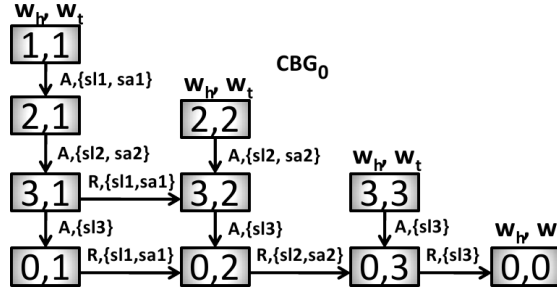 w_h, w_t
1,1
A,{sl1, sa1}
CBG_0
w_h, w_t
2,1
2,2
A,{sl2, sa2}
A,{sl2, sa2}
w_h, w_t
3,1
R,{sl1,sa1}
3,2
3,3
A,{sl3}
A,{sl3}
A,{sl3}
w_h, w
0,1
R,{sl1,sa1}
0,2
R,{sl2,sa2}
0,3
R,{sl3}
0,0